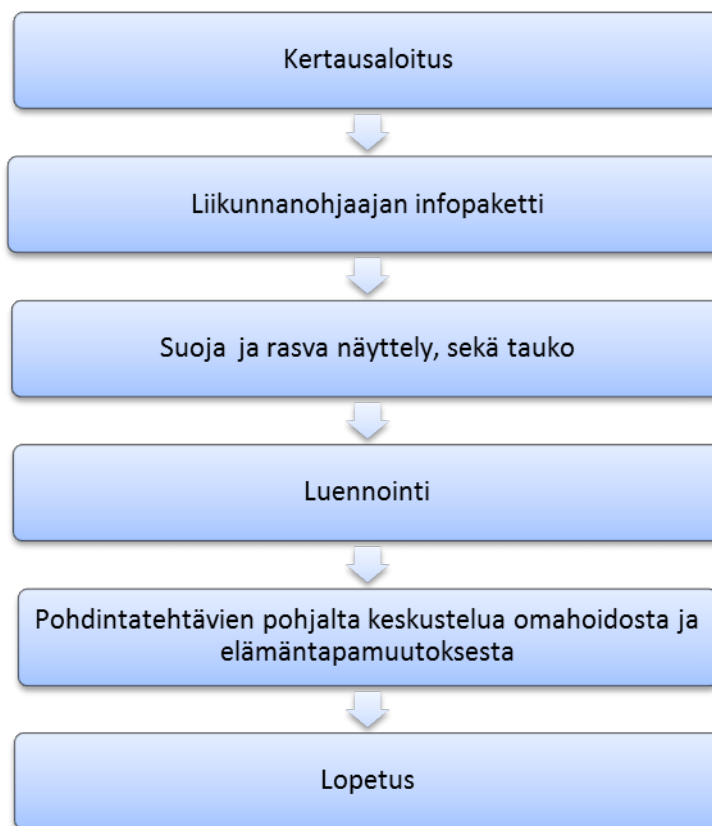 Kertausaloitus
Liikunnanohjaajan infopaketti
Suoja ja rasva näyttely, sekä tauko
Luennointi
Pohdintatehtävien pohjalta keskustelua omahoidosta ja
elämäntapamuutoksesta
Lopetus